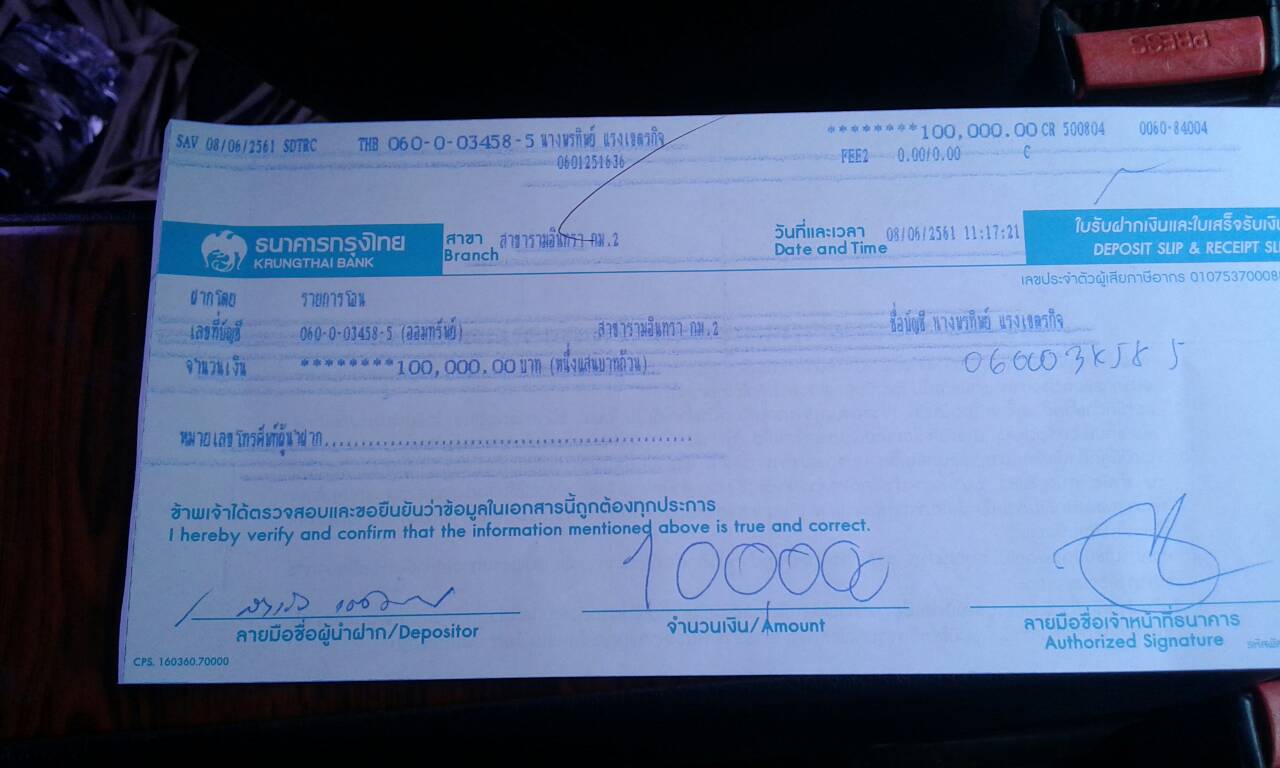 PRESS
SAV 08/06/2561 SDTRC THB 060-0-03458-5 นางพรทิพย์ แรงเขตรกิจ ********100,000.00 CR 500804 0060-84004
0601251636 FEE2 0.00/0.00 C
ธนาคารกรุงไทย
KRUNGTHAI BANK
สาขา
Branch
สาขารามอินทรา กม.2
วันที่และเวลา
Date and Time
08/06/2561 11:17:21
ใบรับฝากเงินและใบเสร็จรับเงิ
DEPOSIT SLIP & RECEIPT SL
เลขประจำตัวผู้เสียภาษีอากร 01075370008
ฝากโดย รายการโอน
เลขที่บัญชี 060-0-03458-5 (ออมทรัพย์) สาขารามอินทรา กม.2 ชื่อบัญชี นางพรทิพย์ แรงเขตรกิจ
จำนวนเงิน ********100,000.00 บาท (หนึ่งแสนบาทถ้วน)
หมายเลขโทรศัพท์ผู้นำฝาก
ข้าพเจ้าได้ตรวจสอบและขอยืนยันว่าข้อมูลในเอกสารนี้ถูกต้องทุกประการ
I hereby verify and confirm that the information mentioned above is true and correct.
ลายมือชื่อผู้นำฝาก/Depositor
จำนวนเงิน/Amount
ลายมือชื่อเจ้าหน้าที่ธนาคาร
Authorized Signature
CPS. 160360.70000